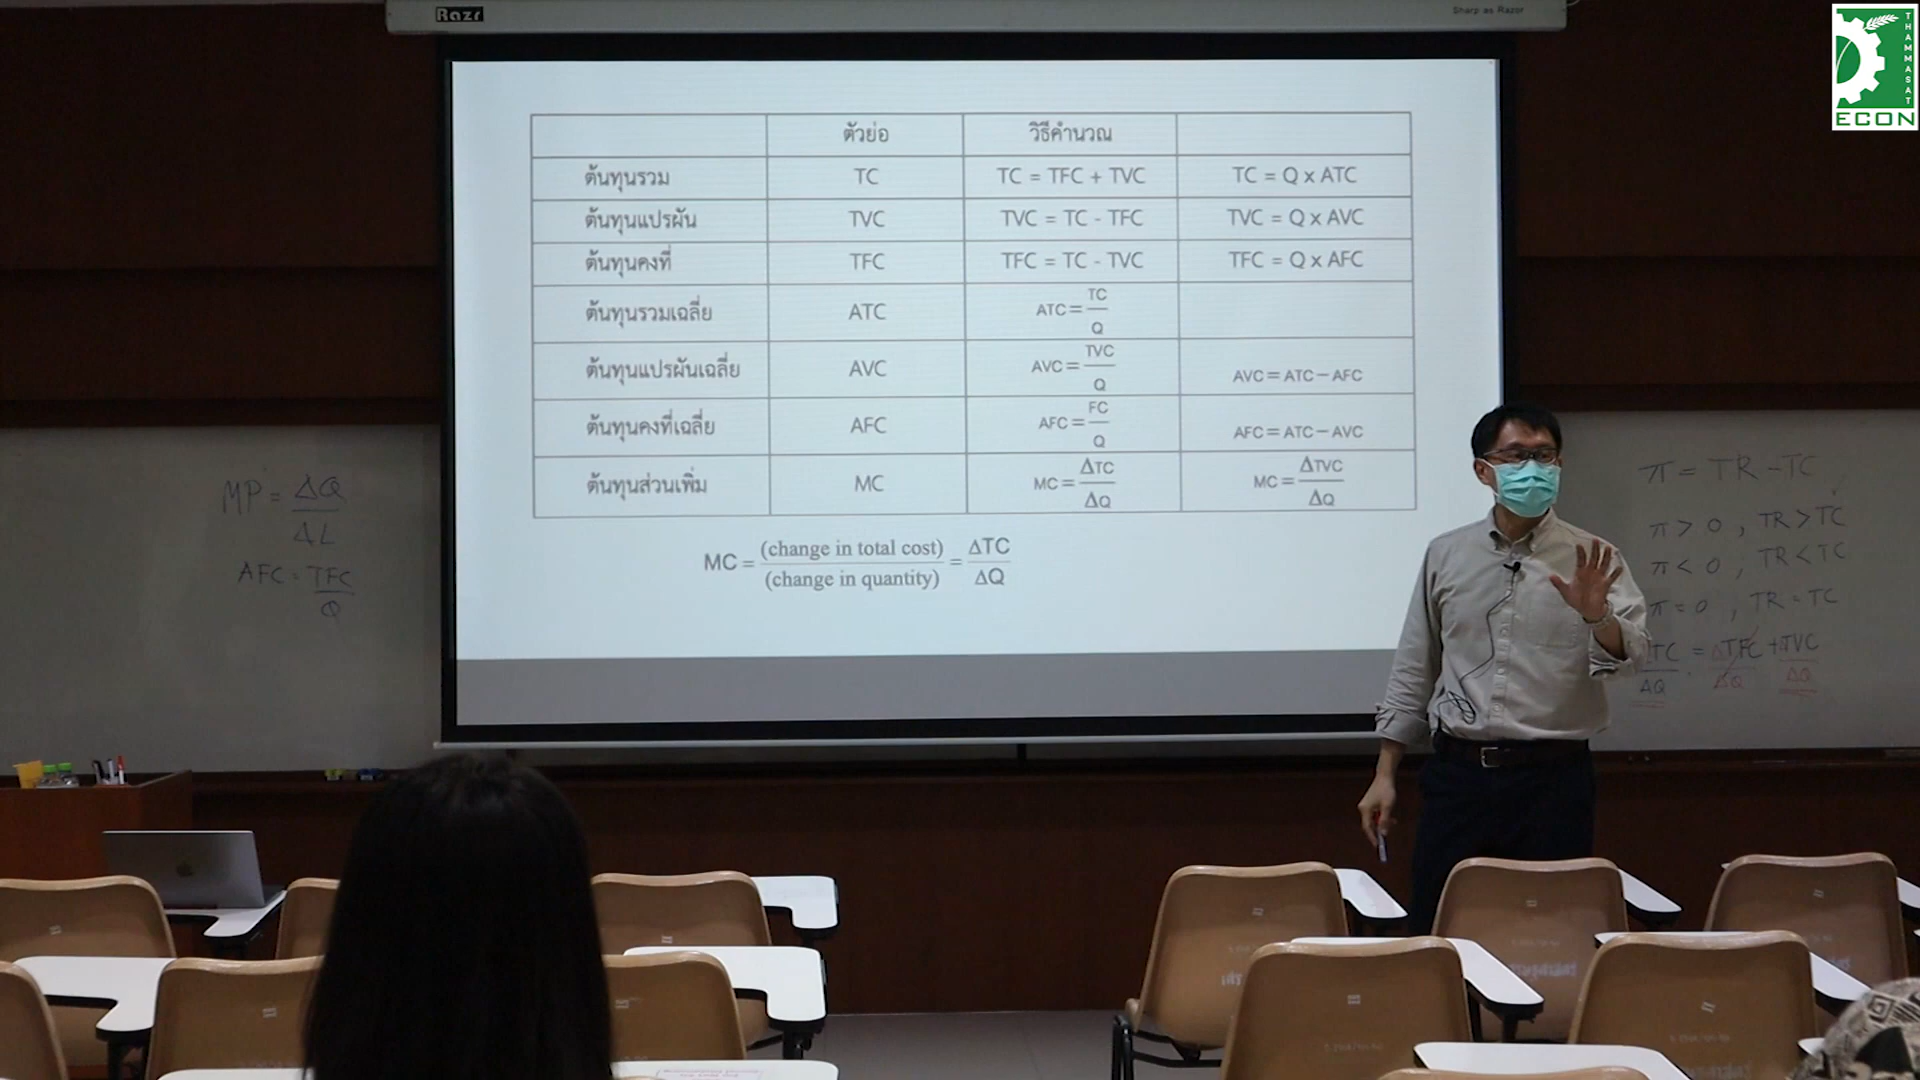 Razr
Sharp as Razor
THAMMASAT
ECON
ตัวย่อ วิธีคำนวณ
ต้นทุนรวม TC TC = TFC + TVC TC = Q x ATC
ต้นทุนแปรผัน TVC TVC = TC - TFC TVC = Q x AVC
ต้นทุนคงที่ TFC TFC = TC - TVC TFC = Q x AFC
ต้นทุนรวมเฉลี่ย ATC ATC = TC / Q
ต้นทุนแปรผันเฉลี่ย AVC AVC = TVC / Q AVC = ATC − AFC
ต้นทุนคงที่เฉลี่ย AFC AFC = FC / Q AFC = ATC − AVC
ต้นทุนส่วนเพิ่ม MC MC = ΔTC / ΔQ MC = ΔTVC / ΔQ
MC = (change in total cost) / (change in quantity) = ΔTC / ΔQ
MP = ΔQ / ΔL
AFC = TFC / Q
π = TR - TC
π > 0 , TR > TC
π < 0 , TR < TC
π = 0 , TR = TC
TC / ΔQ = ΔTFC / ΔQ + ΔTVC / ΔQ